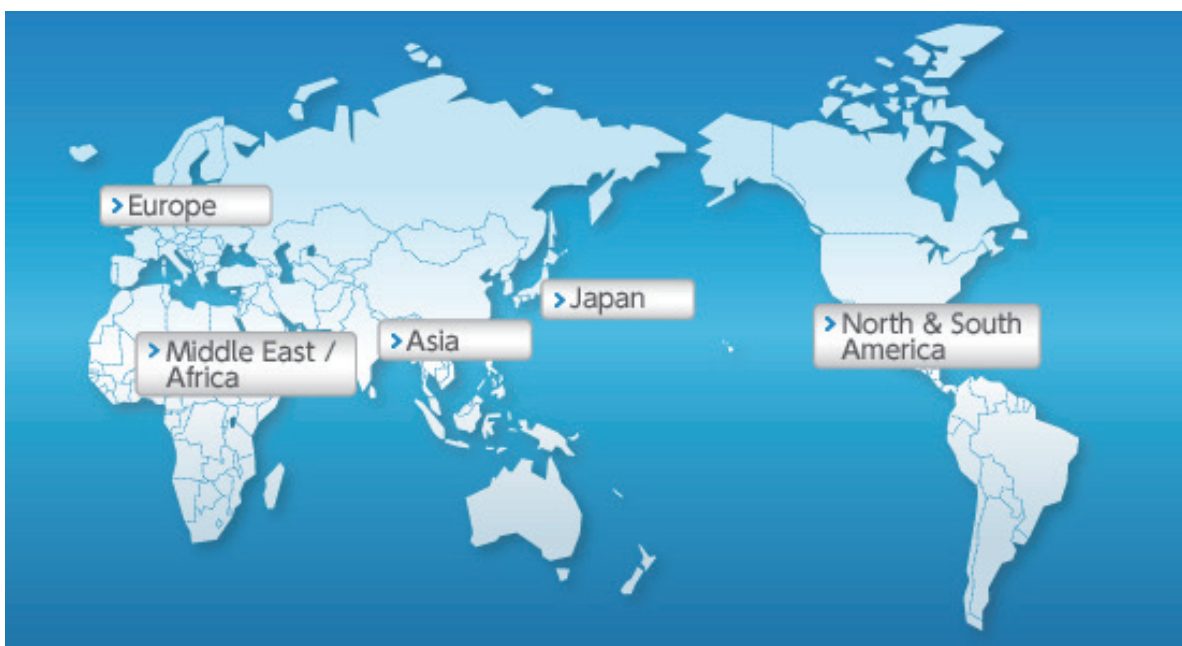 Europe
Japan
North & South
America
Asia
Middle East /
Africa